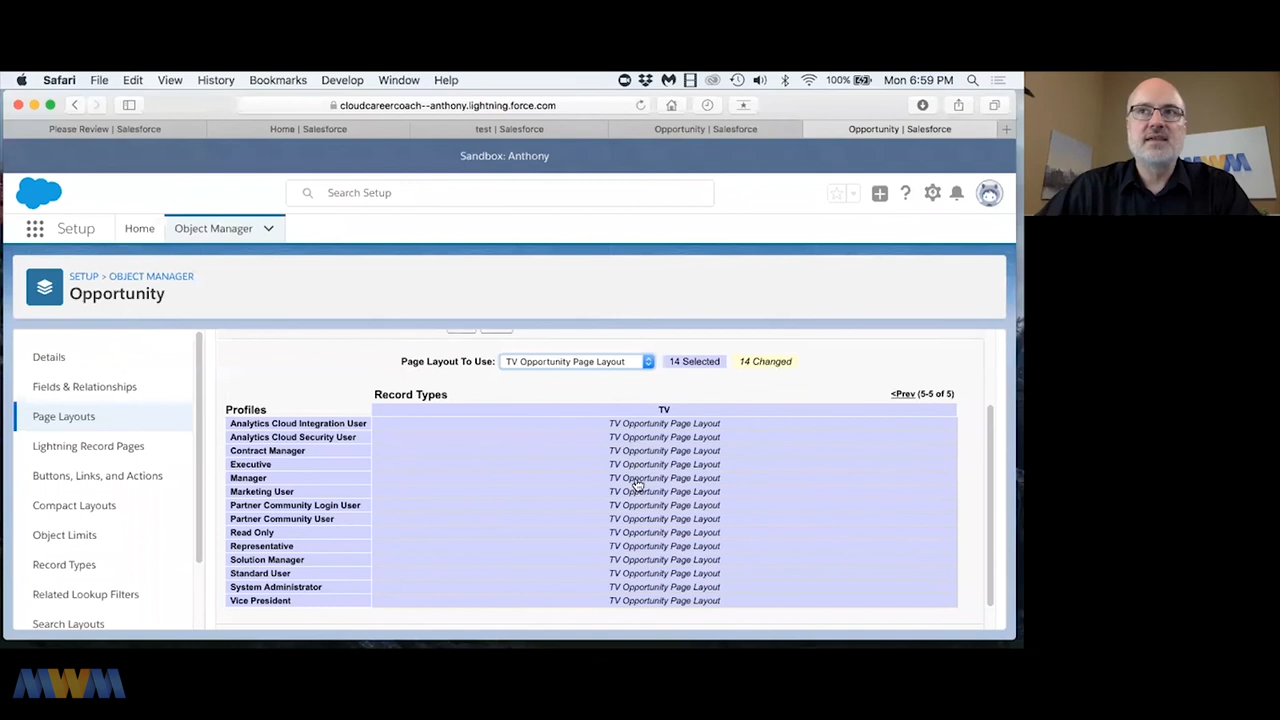 Safari File Edit View History Bookmarks Develop Window Help 100% Mon 6:59 PM
cloudcareercoach--anthony.lightning.force.com
Please Review | Salesforce Home | Salesforce test | Salesforce Opportunity | Salesforce Opportunity | Salesforce
Sandbox: Anthony
Search Setup
Setup Home Object Manager
SETUP > OBJECT MANAGER
Opportunity
Details
Fields & Relationships
Page Layouts
Lightning Record Pages
Buttons, Links, and Actions
Compact Layouts
Object Limits
Record Types
Related Lookup Filters
Search Layouts
Page Layout To Use: TV Opportunity Page Layout 14 Selected 14 Changed
Record Types <Prev (5-5 of 5)
Profiles TV
Analytics Cloud Integration User TV Opportunity Page Layout
Analytics Cloud Security User TV Opportunity Page Layout
Contract Manager TV Opportunity Page Layout
Executive TV Opportunity Page Layout
Manager TV Opportunity Page Layout
Marketing User TV Opportunity Page Layout
Partner Community Login User TV Opportunity Page Layout
Partner Community User TV Opportunity Page Layout
Read Only TV Opportunity Page Layout
Representative TV Opportunity Page Layout
Solution Manager TV Opportunity Page Layout
Standard User TV Opportunity Page Layout
System Administrator TV Opportunity Page Layout
Vice President TV Opportunity Page Layout
MWM
MWM